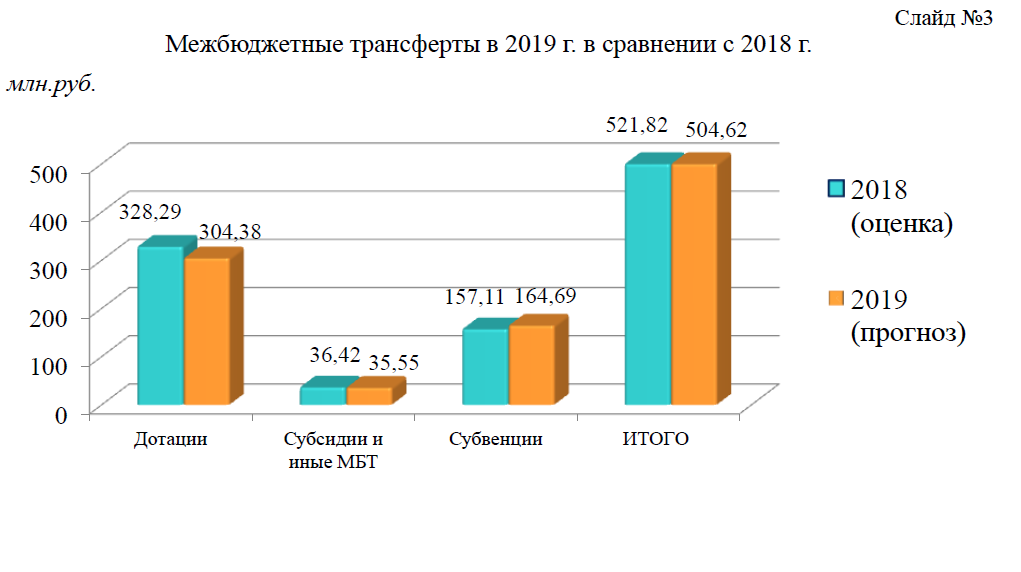 Слайд №3
Межбюджетные трансферты в 2019 г. в сравнении с 2018 г.
млн.руб.
521,82
504,62
500
400
300
200
100
0
328,29
304,38
36,42
35,55
157,11
164,69
2018
(оценка)
2019
(прогноз)
Дотации
Субсидии и
иные МБТ
Субвенции
ИТОГО